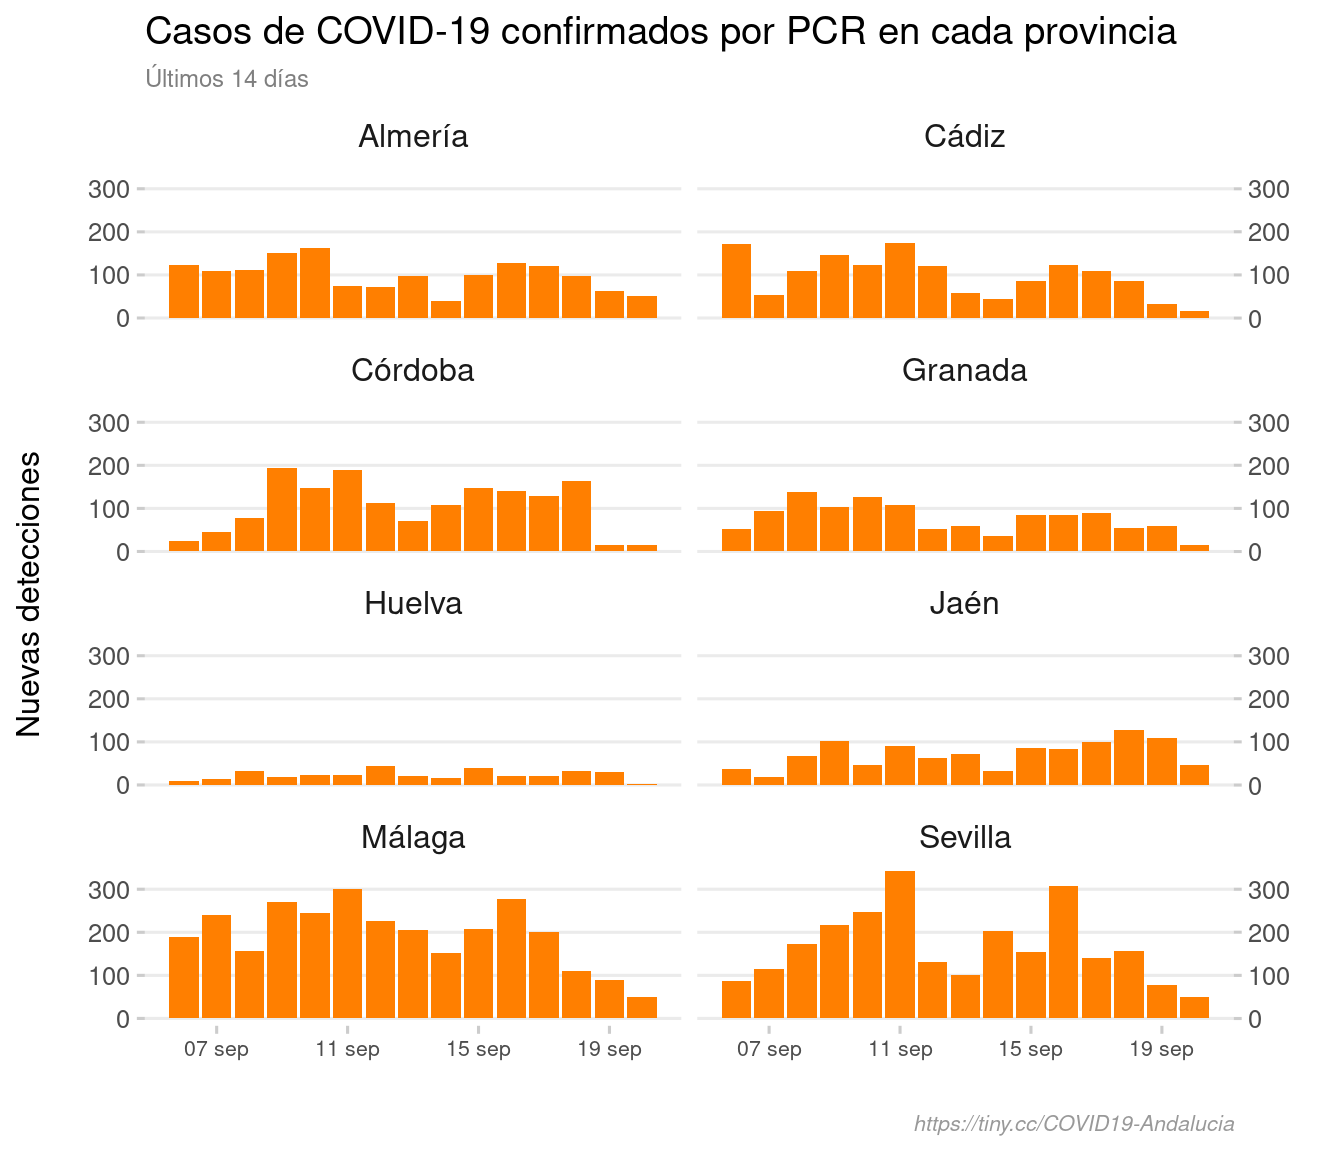 Casos de COVID-19 confirmados por PCR en cada provincia
Últimos 14 días
Almería
Cádiz
300
200
100
0
300
200
100
0
Córdoba
Granada
300
200
100
0
300
200
100
0
Nuevas detecciones
Huelva
Jaén
300
200
100
0
300
200
100
0
Málaga
Sevilla
300
200
100
0
300
200
100
0
07 sep 11 sep 15 sep 19 sep
07 sep 11 sep 15 sep 19 sep
https://tiny.cc/COVID19-Andalucia